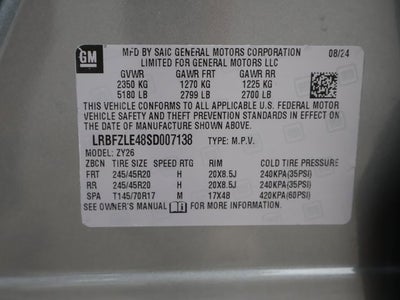 GM
MFD BY SAIC GENERAL MOTORS CORPORATION 08/24
LIMITED FOR GENERAL MOTORS LLC
GVWR GAWR FRT GAWR RR
2350 KG 1270 KG 1225 KG
5180 LB 2799 LB 2700 LB
THIS VEHICLE CONFORMS TO ALL APPLICABLE U.S. FEDERAL MOTOR
VEHICLE SAFETY AND THEFT PREVENTION STANDARDS IN EFFECT ON
THE DATE OF MANUFACTURE SHOWN ABOVE.
LRBFZLE48SD007138 TYPE: M.P.V.
MODEL: ZY26
ZBCN TIRE SIZE SPEED RTG RIM COLD TIRE PRESSURE
FRT 245/45R20 H 20X8.5J 240KPA(35PSI)
RR 245/45R20 H 20X8.5J 240KPA(35PSI)
SPA T145/70R17 M 17X4B 420KPA(60PSI)
SEE OWNER'S MANUAL FOR MORE INFORMATION.